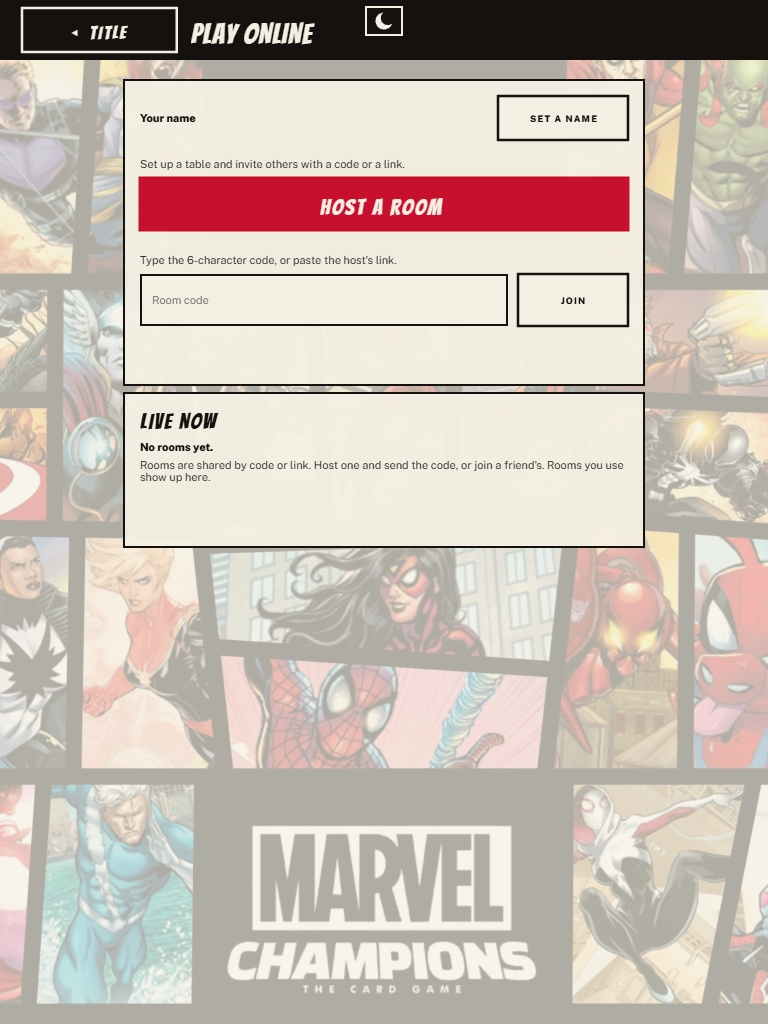 ◂ TITLE
PLAY ONLINE
Your name
SET A NAME
Set up a table and invite others with a code or a link.
HOST A ROOM
Type the 6-character code, or paste the host's link.
Room code
JOIN
LIVE NOW
No rooms yet.
Rooms are shared by code or link. Host one and send the code, or join a friend's. Rooms you use
show up here.
MARVEL
CHAMPIONS
THE CARD GAME